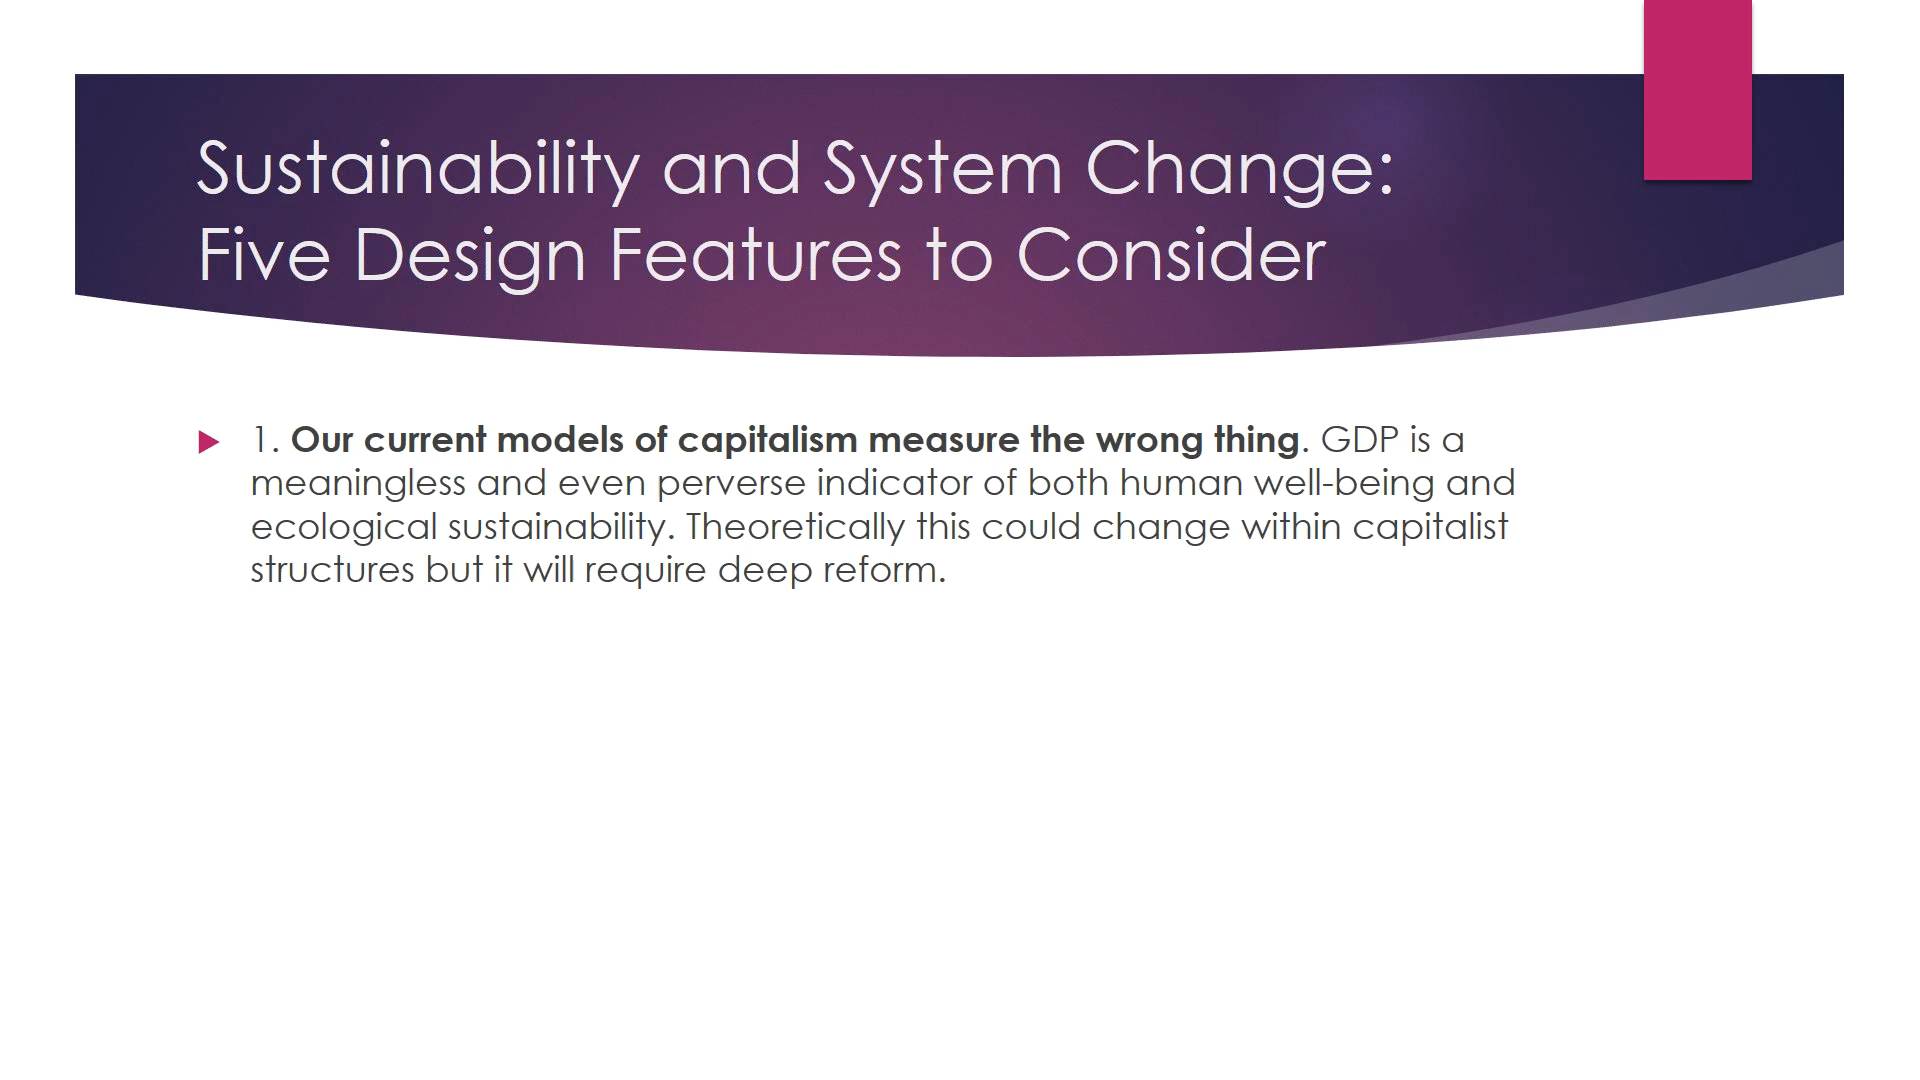 Sustainability and System Change:
Five Design Features to Consider
1. Our current models of capitalism measure the wrong thing. GDP is a
meaningless and even perverse indicator of both human well-being and
ecological sustainability. Theoretically this could change within capitalist
structures but it will require deep reform.